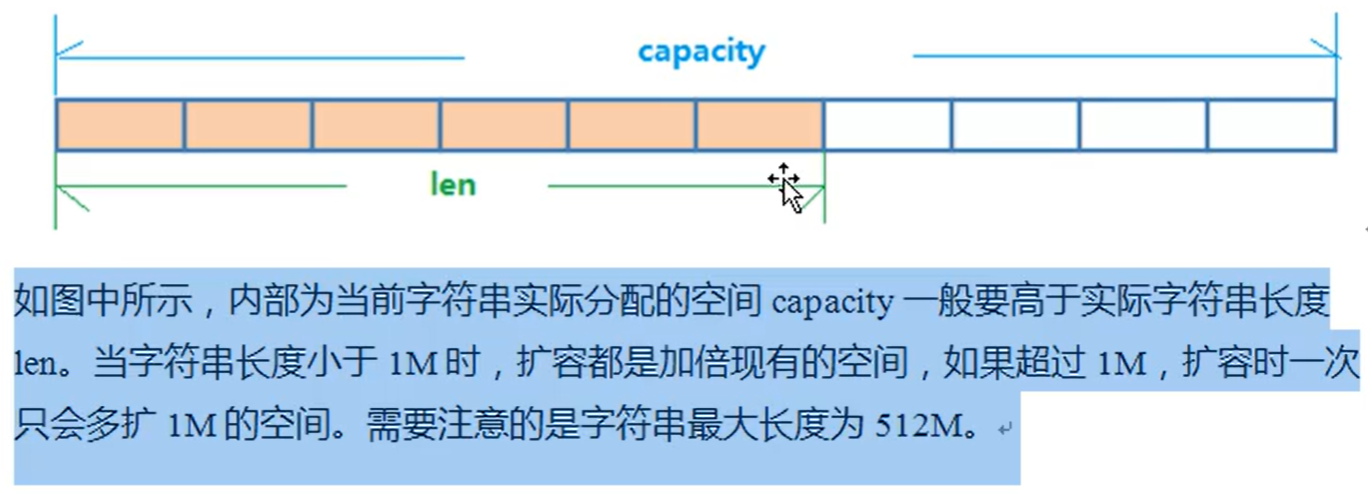 capacity
len
如图中所示，内部为当前字符串实际分配的空间 capacity 一般要高于实际字符串长度
len。当字符串长度小于 1M 时，扩容都是加倍现有的空间，如果超过 1M，扩容时一次
只会多扩 1M 的空间。需要注意的是字符串最大长度为 512M。